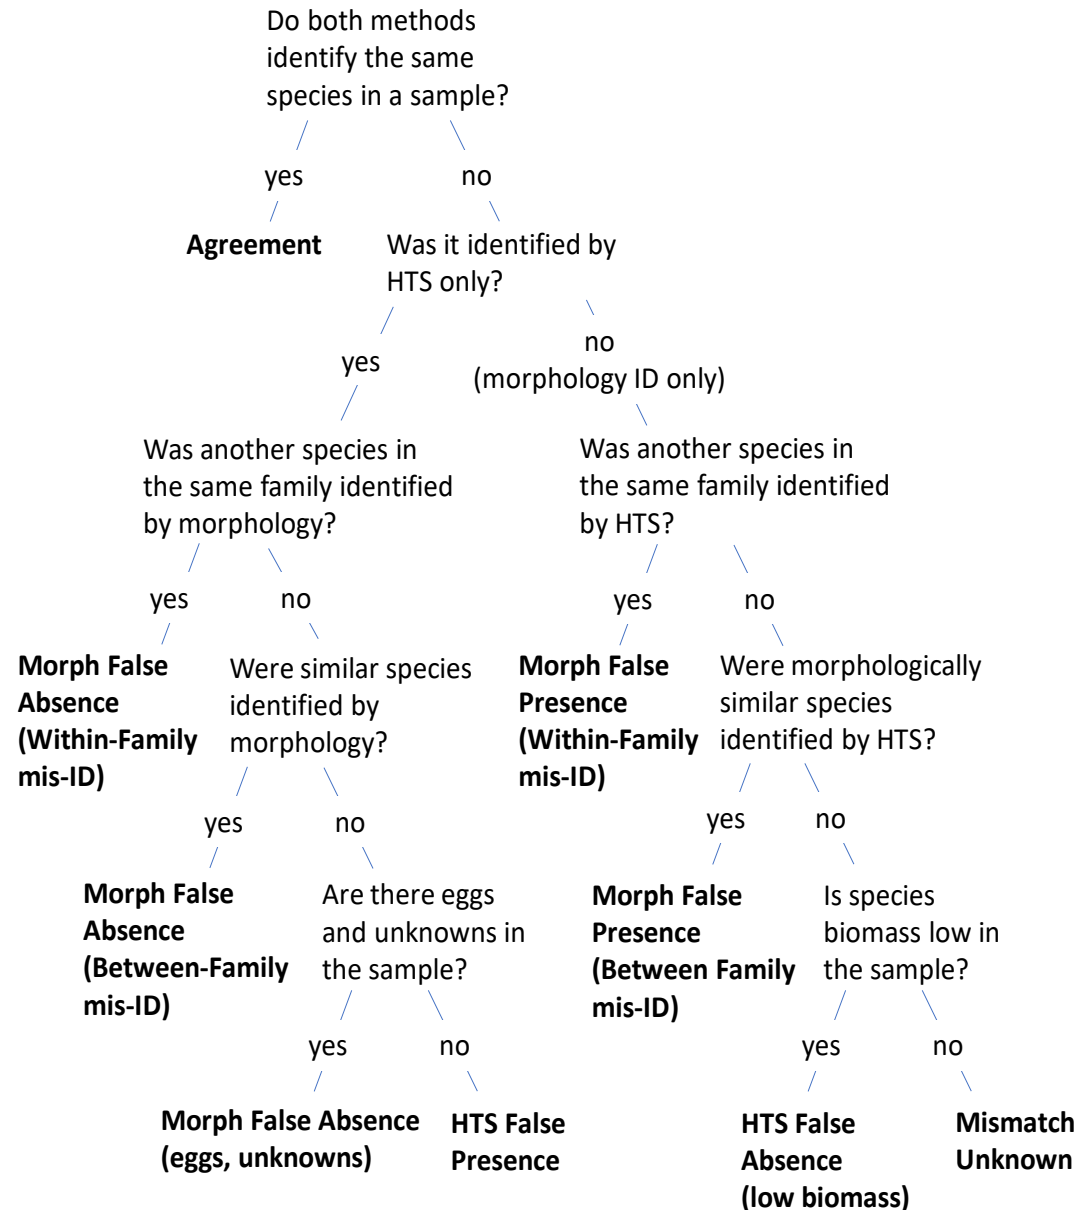 Do both methods
identify the same
species in a sample?
yes
no
Agreement
Was it identified by
HTS only?
yes
no
(morphology ID only)
Was another species in
the same family identified
by morphology?
Was another species in
the same family identified
by HTS?
yes
no
yes
no
Morph False
Absence
(Within-Family
mis-ID)
Were similar species
identified by
morphology?
Morph False
Presence
(Within-Family
mis-ID)
Were morphologically
similar species
identified by HTS?
yes
no
yes
no
Morph False
Absence
(Between-Family
mis-ID)
Are there eggs
and unknowns in
the sample?
Morph False
Presence
(Between Family
mis-ID)
Is species
biomass low in
the sample?
yes
no
yes
no
Morph False Absence
(eggs, unknowns)
HTS False
Presence
HTS False
Absence
(low biomass)
Mismatch
Unknown